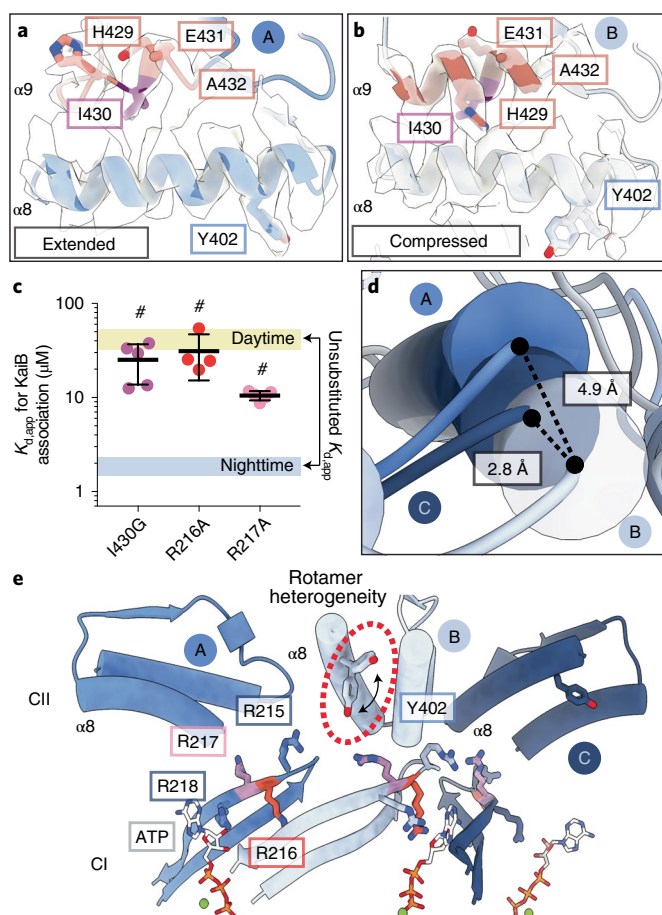 a
H429
E431
A
A432
α9
I430
α8
Y402
Extended
b
E431
B
A432
α9
I430
H429
Y402
α8
Compressed
c
100
10
1
K d,app for KaiB
association (μM)
#
#
#
Daytime
Nighttime
Unsubstituted K d,app
I430G
R216A
R217A
d
A
4.9 Å
2.8 Å
C
B
e
Rotamer
heterogeneity
A
α8
B
CII
R215
Y402
α8
α8
R217
C
R218
ATP
R216
CI